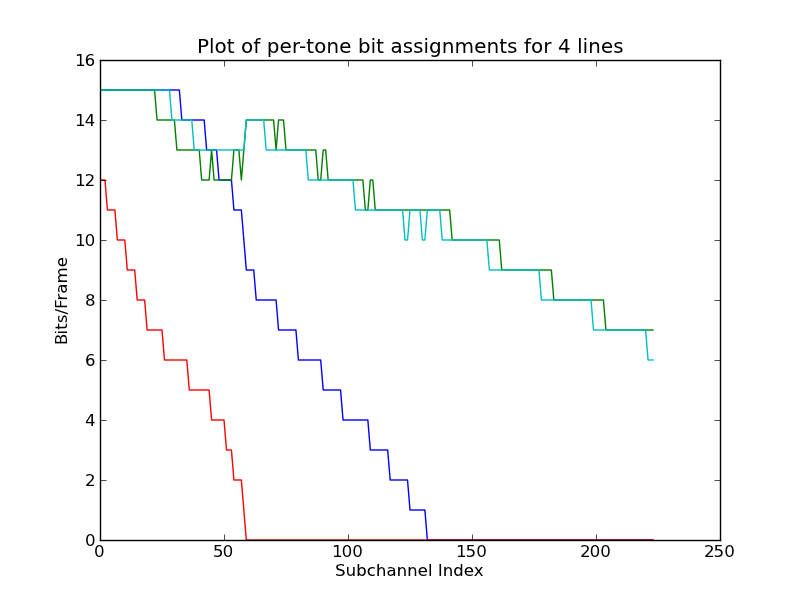 Plot of per-tone bit assignments for 4 lines
16
14
12
10
8
6
4
2
0
Bits/Frame
0 50 100 150 200 250
Subchannel Index